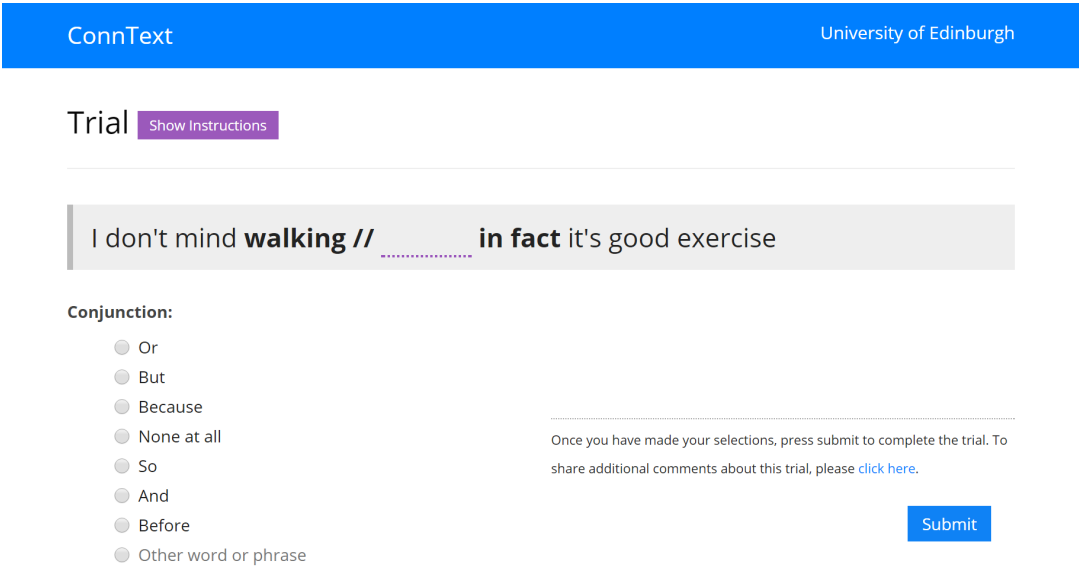 ConnText
University of Edinburgh
Trial
Show Instructions
I don't mind walking // ........ in fact it's good exercise
Conjunction:
Or
But
Because
None at all
So
And
Before
Other word or phrase
Once you have made your selections, press submit to complete the trial. To
share additional comments about this trial, please click here.
Submit